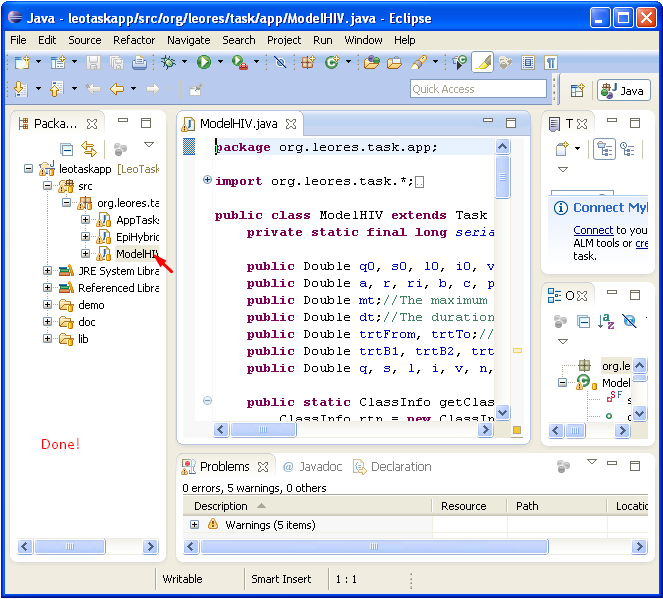 Java - leotaskapp/src/org/leores/task/app/ModelHIV.java - Eclipse
File Edit Source Refactor Navigate Search Project Run Window Help
Quick Access
Java
Packa...
leotaskapp [LeoTask
src
org.leores.ta
AppTask
EpiHybric
ModelHIV
JRE System Libra
Referenced Libra
demo
doc
lib
Done!
ModelHIV.java
package org.leores.task.app;
import org.leores.task.*;
public class ModelHIV extends Task
private static final long seria
public Double q0, s0, l0, i0, v
public Double a, r, ri, b, c, p
public Double mt;//The maximum
public Double dt;//The duration
public Double trtFrom, trtTo;//
public Double trtB1, trtB2, trt
public Double q, s, l, i, v, n,
public static ClassInfo getClas
ClassInfo rtn = new ClassInf
T
Connect Myl
Connect to you
ALM tools or cre
task.
O
org.le
Model
S F
s
c
Problems Javadoc Declaration
0 errors, 5 warnings, 0 others
Description Resource Path Locatio
Warnings (5 items)
Writable Smart Insert 1 : 1